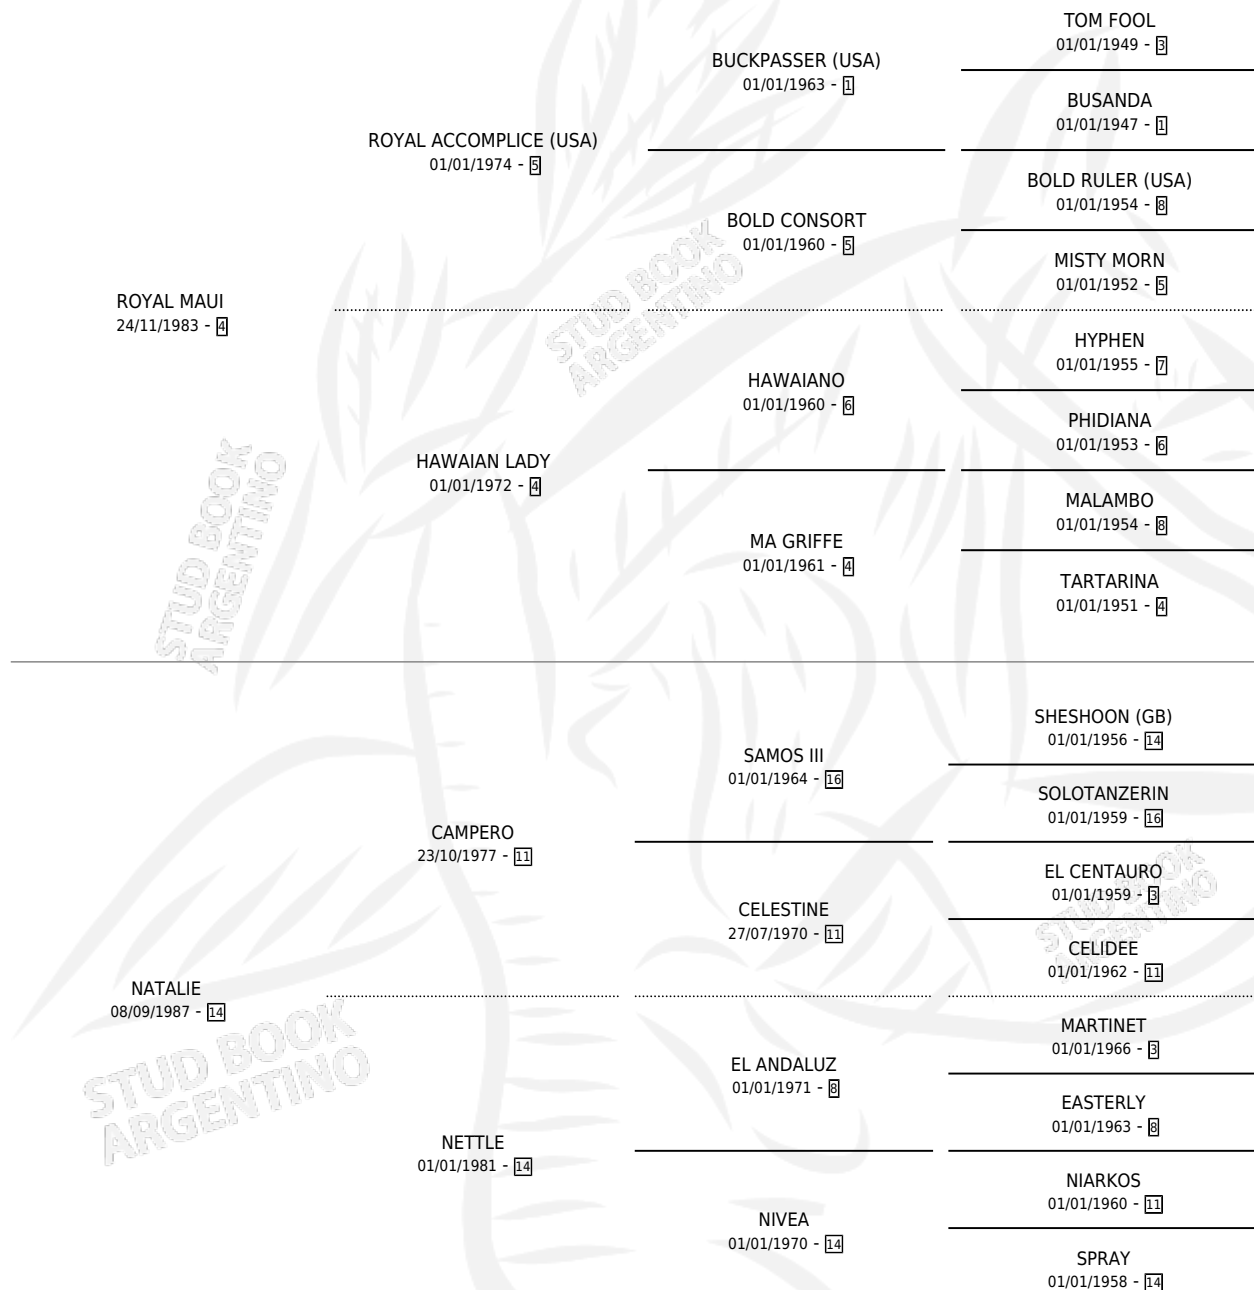 TOM FOOL
01/01/1949 - 3
BUCKPASSER (USA)
01/01/1963 - 1
BUSANDA
01/01/1947 - 1
ROYAL ACCOMPLICE (USA)
01/01/1974 - 5
BOLD RULER (USA)
01/01/1954 - 8
BOLD CONSORT
01/01/1960 - 5
MISTY MORN
01/01/1952 - 5
ROYAL MAUI
24/11/1983 - 4
STUD BOOK
ARGENTINO
HYPHEN
01/01/1955 - 7
HAWAIANO
01/01/1960 - 6
PHIDIANA
01/01/1953 - 6
HAWAIAN LADY
01/01/1972 - 4
MALAMBO
01/01/1954 - 8
MA GRIFFE
01/01/1961 - 4
TARTARINA
01/01/1951 - 4
STUD BOOK
ARGENTINO
SHESHOON (GB)
01/01/1956 - 14
SAMOS III
01/01/1964 - 16
SOLOTANZERIN
01/01/1959 - 16
CAMPERO
23/10/1977 - 11
EL CENTAURO
01/01/1959 - 3
CELESTINE
27/07/1970 - 11
CELIDEE
01/01/1962 - 11
STUD BOOK
ARGENTINO
NATALIE
08/09/1987 - 14
MARTINET
01/01/1966 - 3
EL ANDALUZ
01/01/1971 - 8
EASTERLY
01/01/1963 - 8
STUD BOOK
ARGENTINO
NETTLE
01/01/1981 - 14
NIARKOS
01/01/1960 - 11
NIVEA
01/01/1970 - 14
SPRAY
01/01/1958 - 14